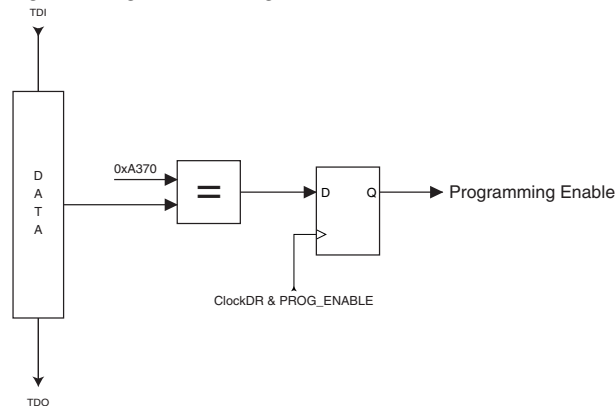 TDI
D
A
T
A
0xA370
=
D
Q
Programming Enable
ClockDR & PROG_ENABLE
TDO